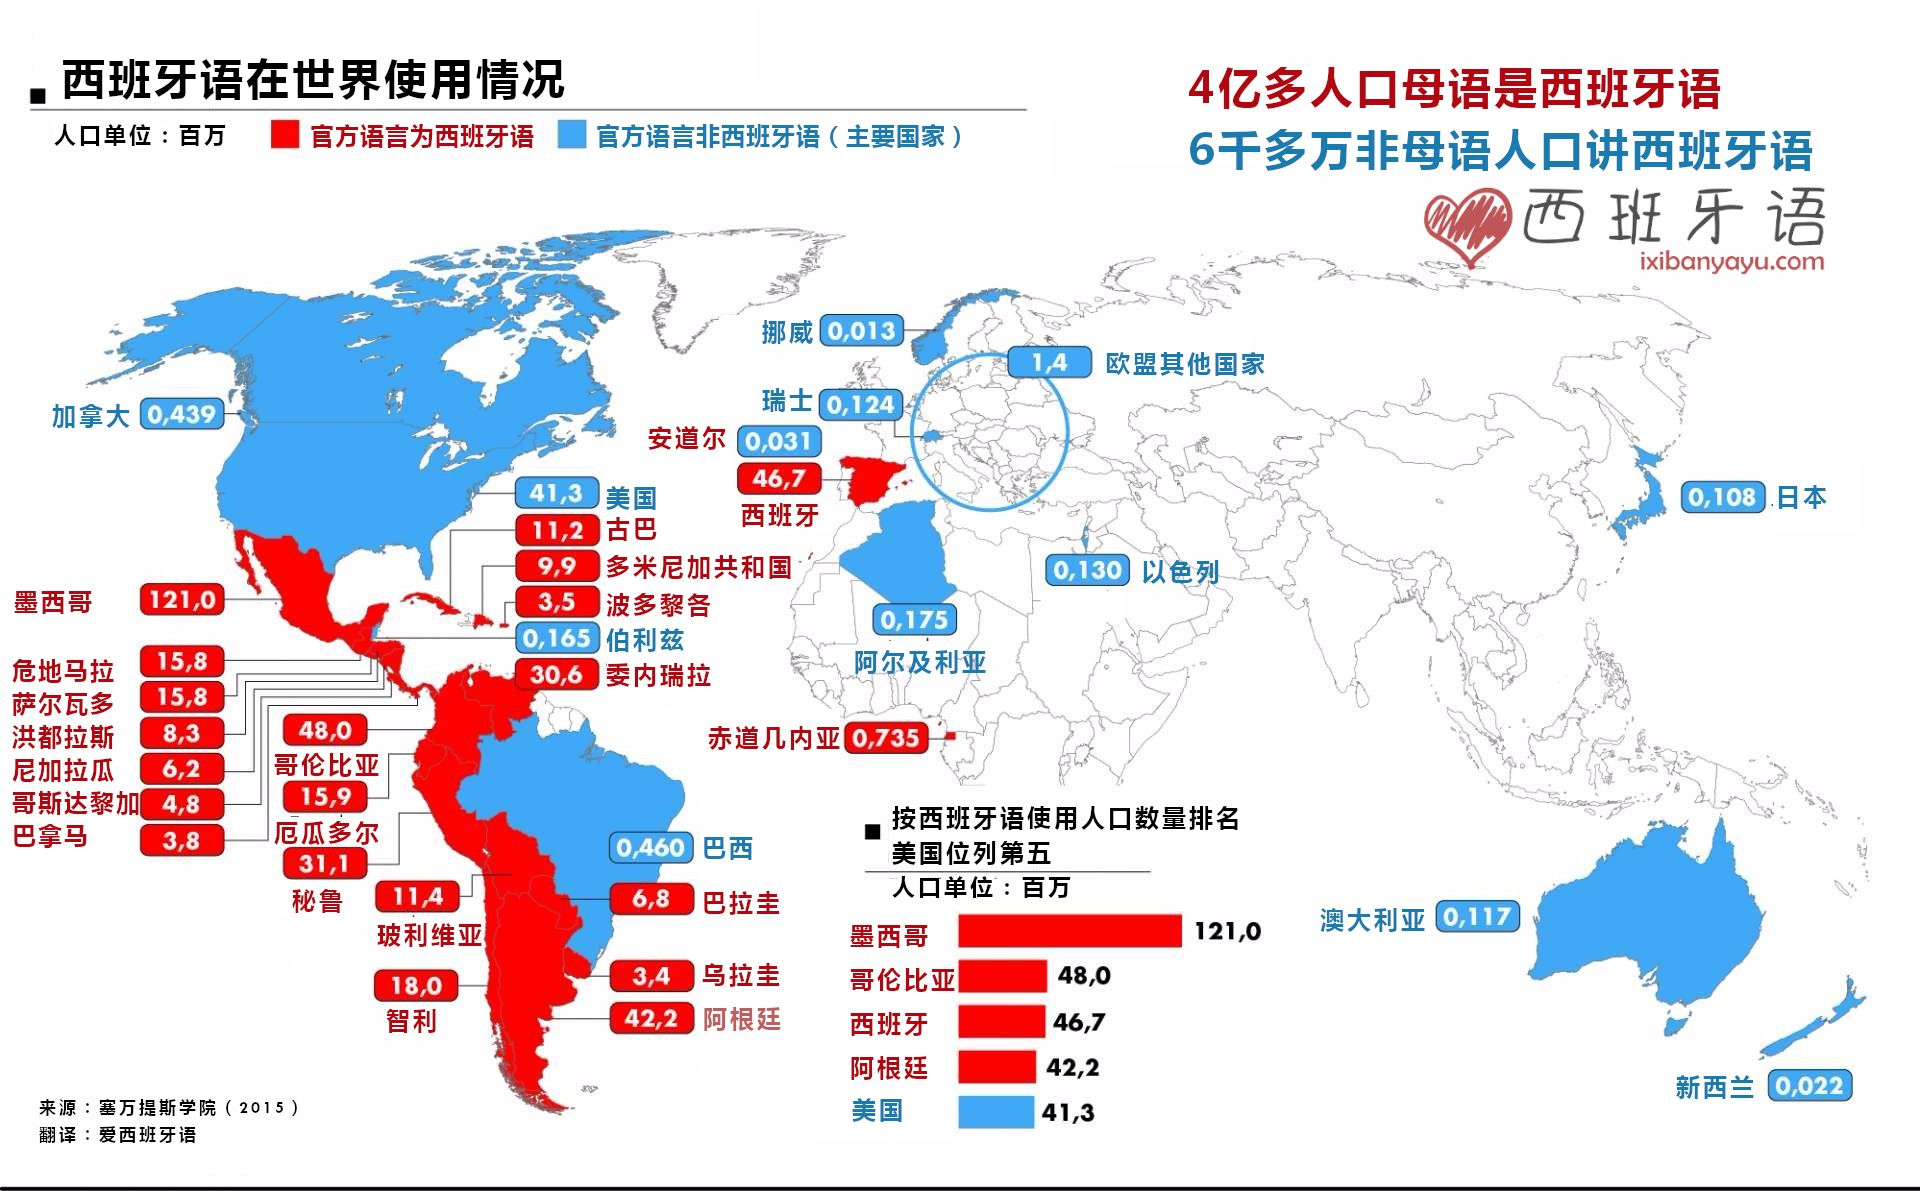 西班牙语在世界使用情况
人口单位：百万
官方语言为西班牙语
官方语言非西班牙语（主要国家）
4亿多人口母语是西班牙语
6千多万非母语人口讲西班牙语
西班牙语
ixibanyayu.com
挪威 0,013
1,4 欧盟其他国家
瑞士 0,124
加拿大 0,439
安道尔 0,031
46,7
西班牙
41,3 美国
0,108 日本
11,2 古巴
9,9 多米尼加共和国
0,130 以色列
墨西哥 121,0
3,5 波多黎各
0,175
阿尔及利亚
0,165 伯利兹
危地马拉 15,8
30,6 委内瑞拉
萨尔瓦多 15,8
洪都拉斯 8,3
48,0
哥伦比亚
赤道几内亚 0,735
尼加拉瓜 6,2
15,9
厄瓜多尔
哥斯达黎加 4,8
巴拿马 3,8
31,1
秘鲁
0,460 巴西
11,4
玻利维亚
6,8 巴拉圭
18,0
智利
3,4 乌拉圭
42,2 阿根廷
澳大利亚 0,117
新西兰 0,022
按西班牙语使用人口数量排名
美国位列第五
人口单位：百万
墨西哥 121,0
哥伦比亚 48,0
西班牙 46,7
阿根廷 42,2
美国 41,3
来源：塞万提斯学院（2015）
翻译：爱西班牙语